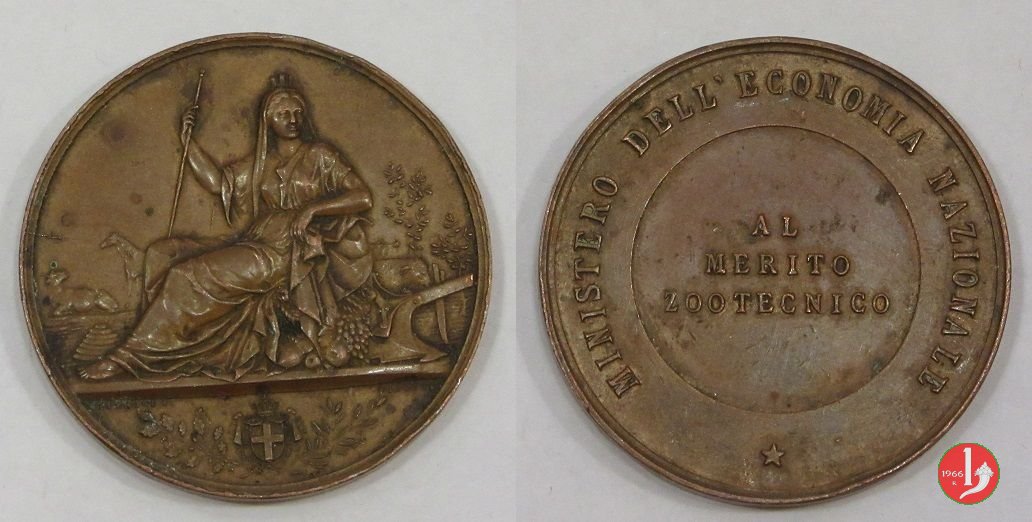 MINISTERO DELL'ECONOMIA NAZIONALE
AL
MERITO
ZOOTECNICO
1966
R